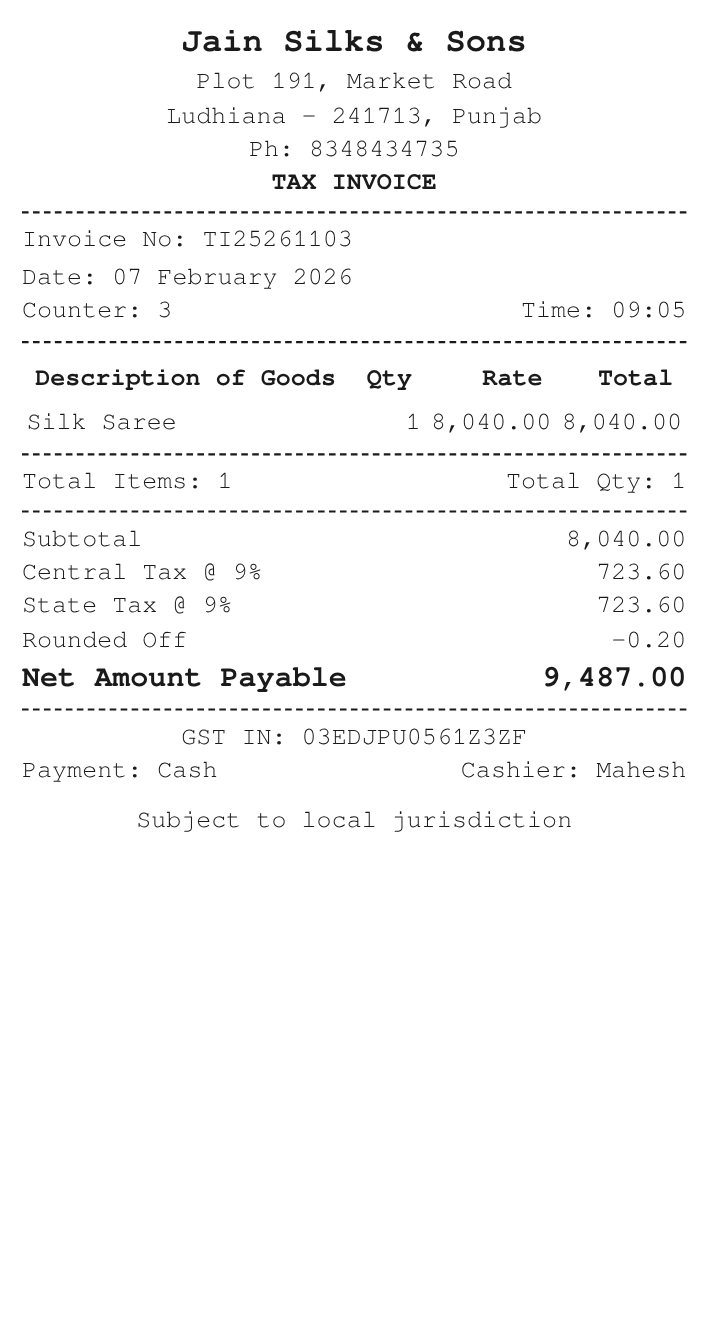 Jain Silks & Sons
Plot 191, Market Road
Ludhiana – 241713, Punjab
Ph: 8348434735
TAX INVOICE
Invoice No: TI25261103
Date: 07 February 2026
Counter: 3 Time: 09:05
Description of Goods Qty Rate Total
Silk Saree 1 8,040.00 8,040.00
Total Items: 1 Total Qty: 1
Subtotal 8,040.00
Central Tax @ 9% 723.60
State Tax @ 9% 723.60
Rounded Off −0.20
Net Amount Payable 9,487.00
GST IN: 03EDJPU0561Z3ZF
Payment: Cash Cashier: Mahesh
Subject to local jurisdiction